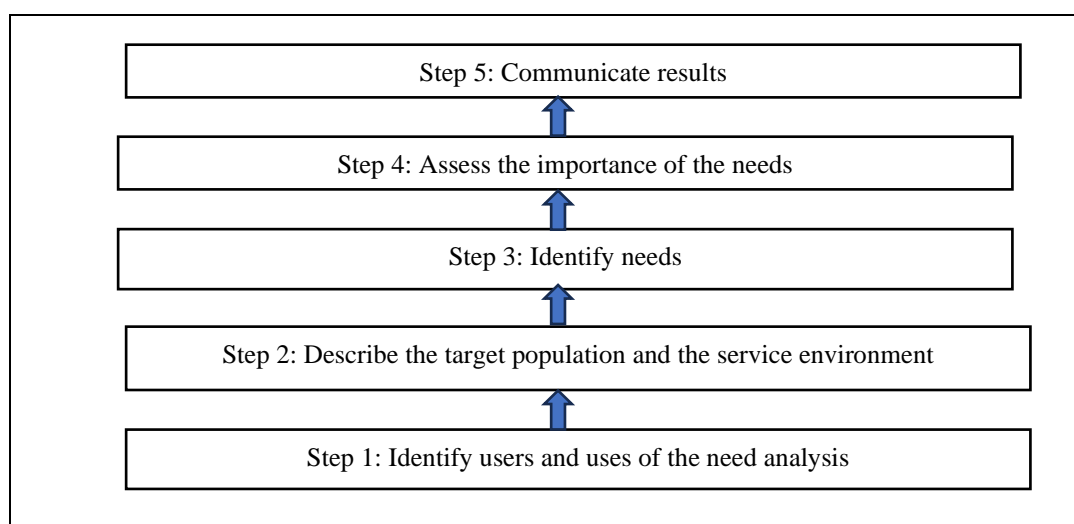 Step 5: Communicate results
Step 4: Assess the importance of the needs
Step 3: Identify needs
Step 2: Describe the target population and the service environment
Step 1: Identify users and uses of the need analysis